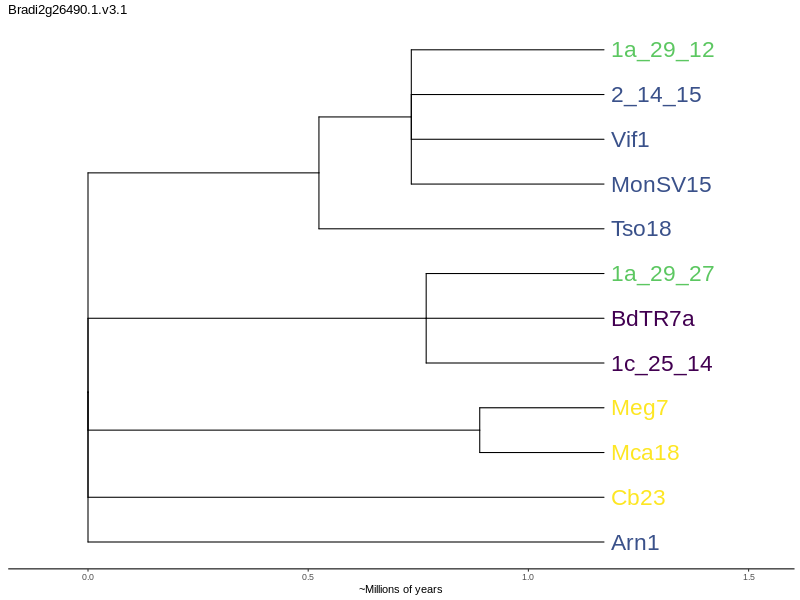 Bradi2g26490.1.v3.1
1a_29_12
2_14_15
Vif1
MonSV15
Tso18
1a_29_27
BdTR7a
1c_25_14
Meg7
Mca18
Cb23
Arn1
0.0 0.5 1.0 1.5
~Millions of years